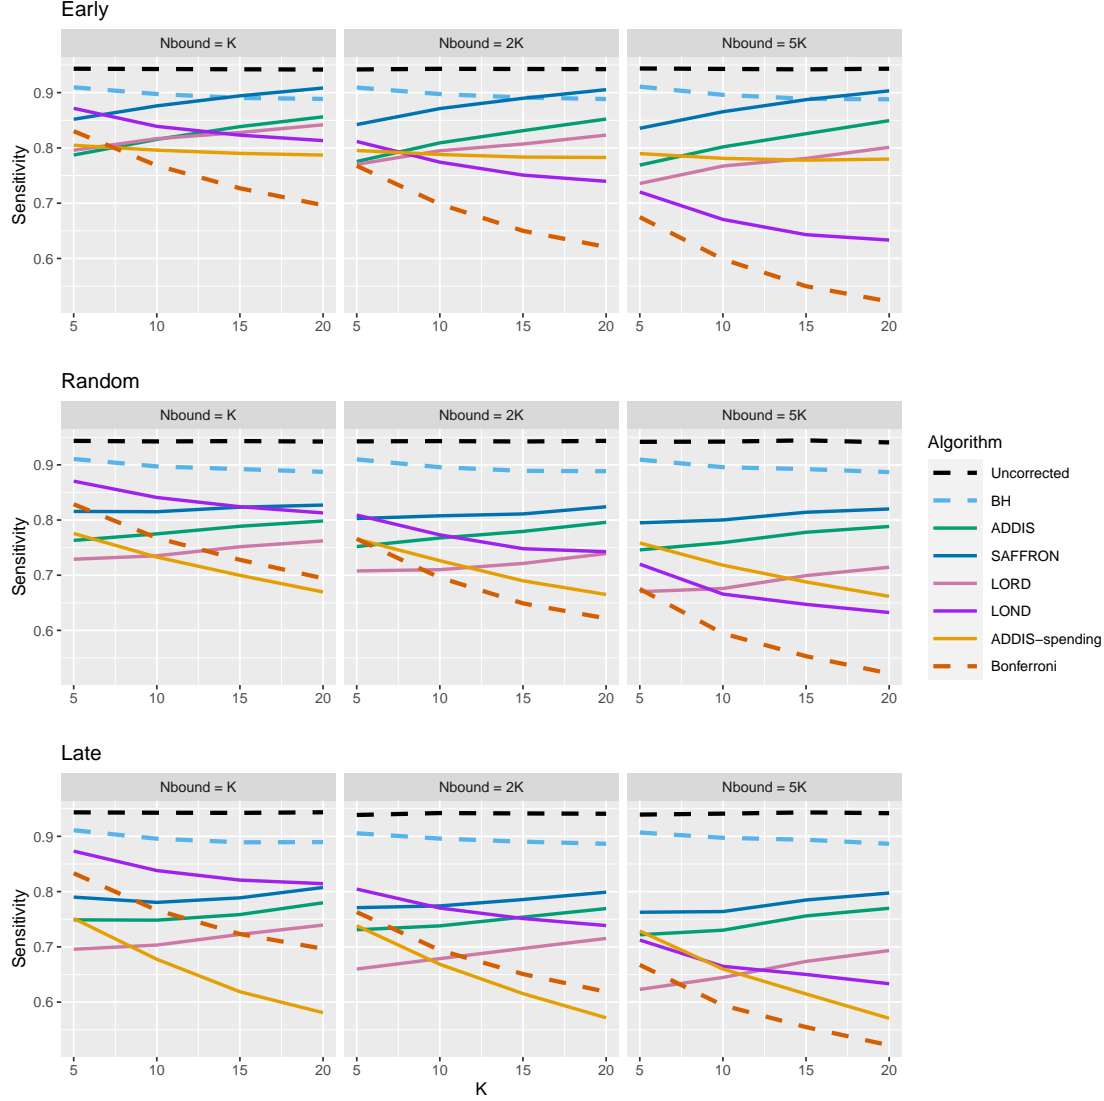 Early
Nbound = K
Nbound = 2K
Nbound = 5K
Sensitivity
0.9
0.8
0.7
0.6
5
10
15
20
5
10
15
20
5
10
15
20
Random
Nbound = K
Nbound = 2K
Nbound = 5K
Sensitivity
0.9
0.8
0.7
0.6
5
10
15
20
5
10
15
20
5
10
15
20
Algorithm
Uncorrected
BH
ADDIS
SAFFRON
LORD
LOND
ADDIS−spending
Bonferroni
Late
Nbound = K
Nbound = 2K
Nbound = 5K
Sensitivity
0.9
0.8
0.7
0.6
5
10
15
20
5
10
15
20
5
10
15
20
K